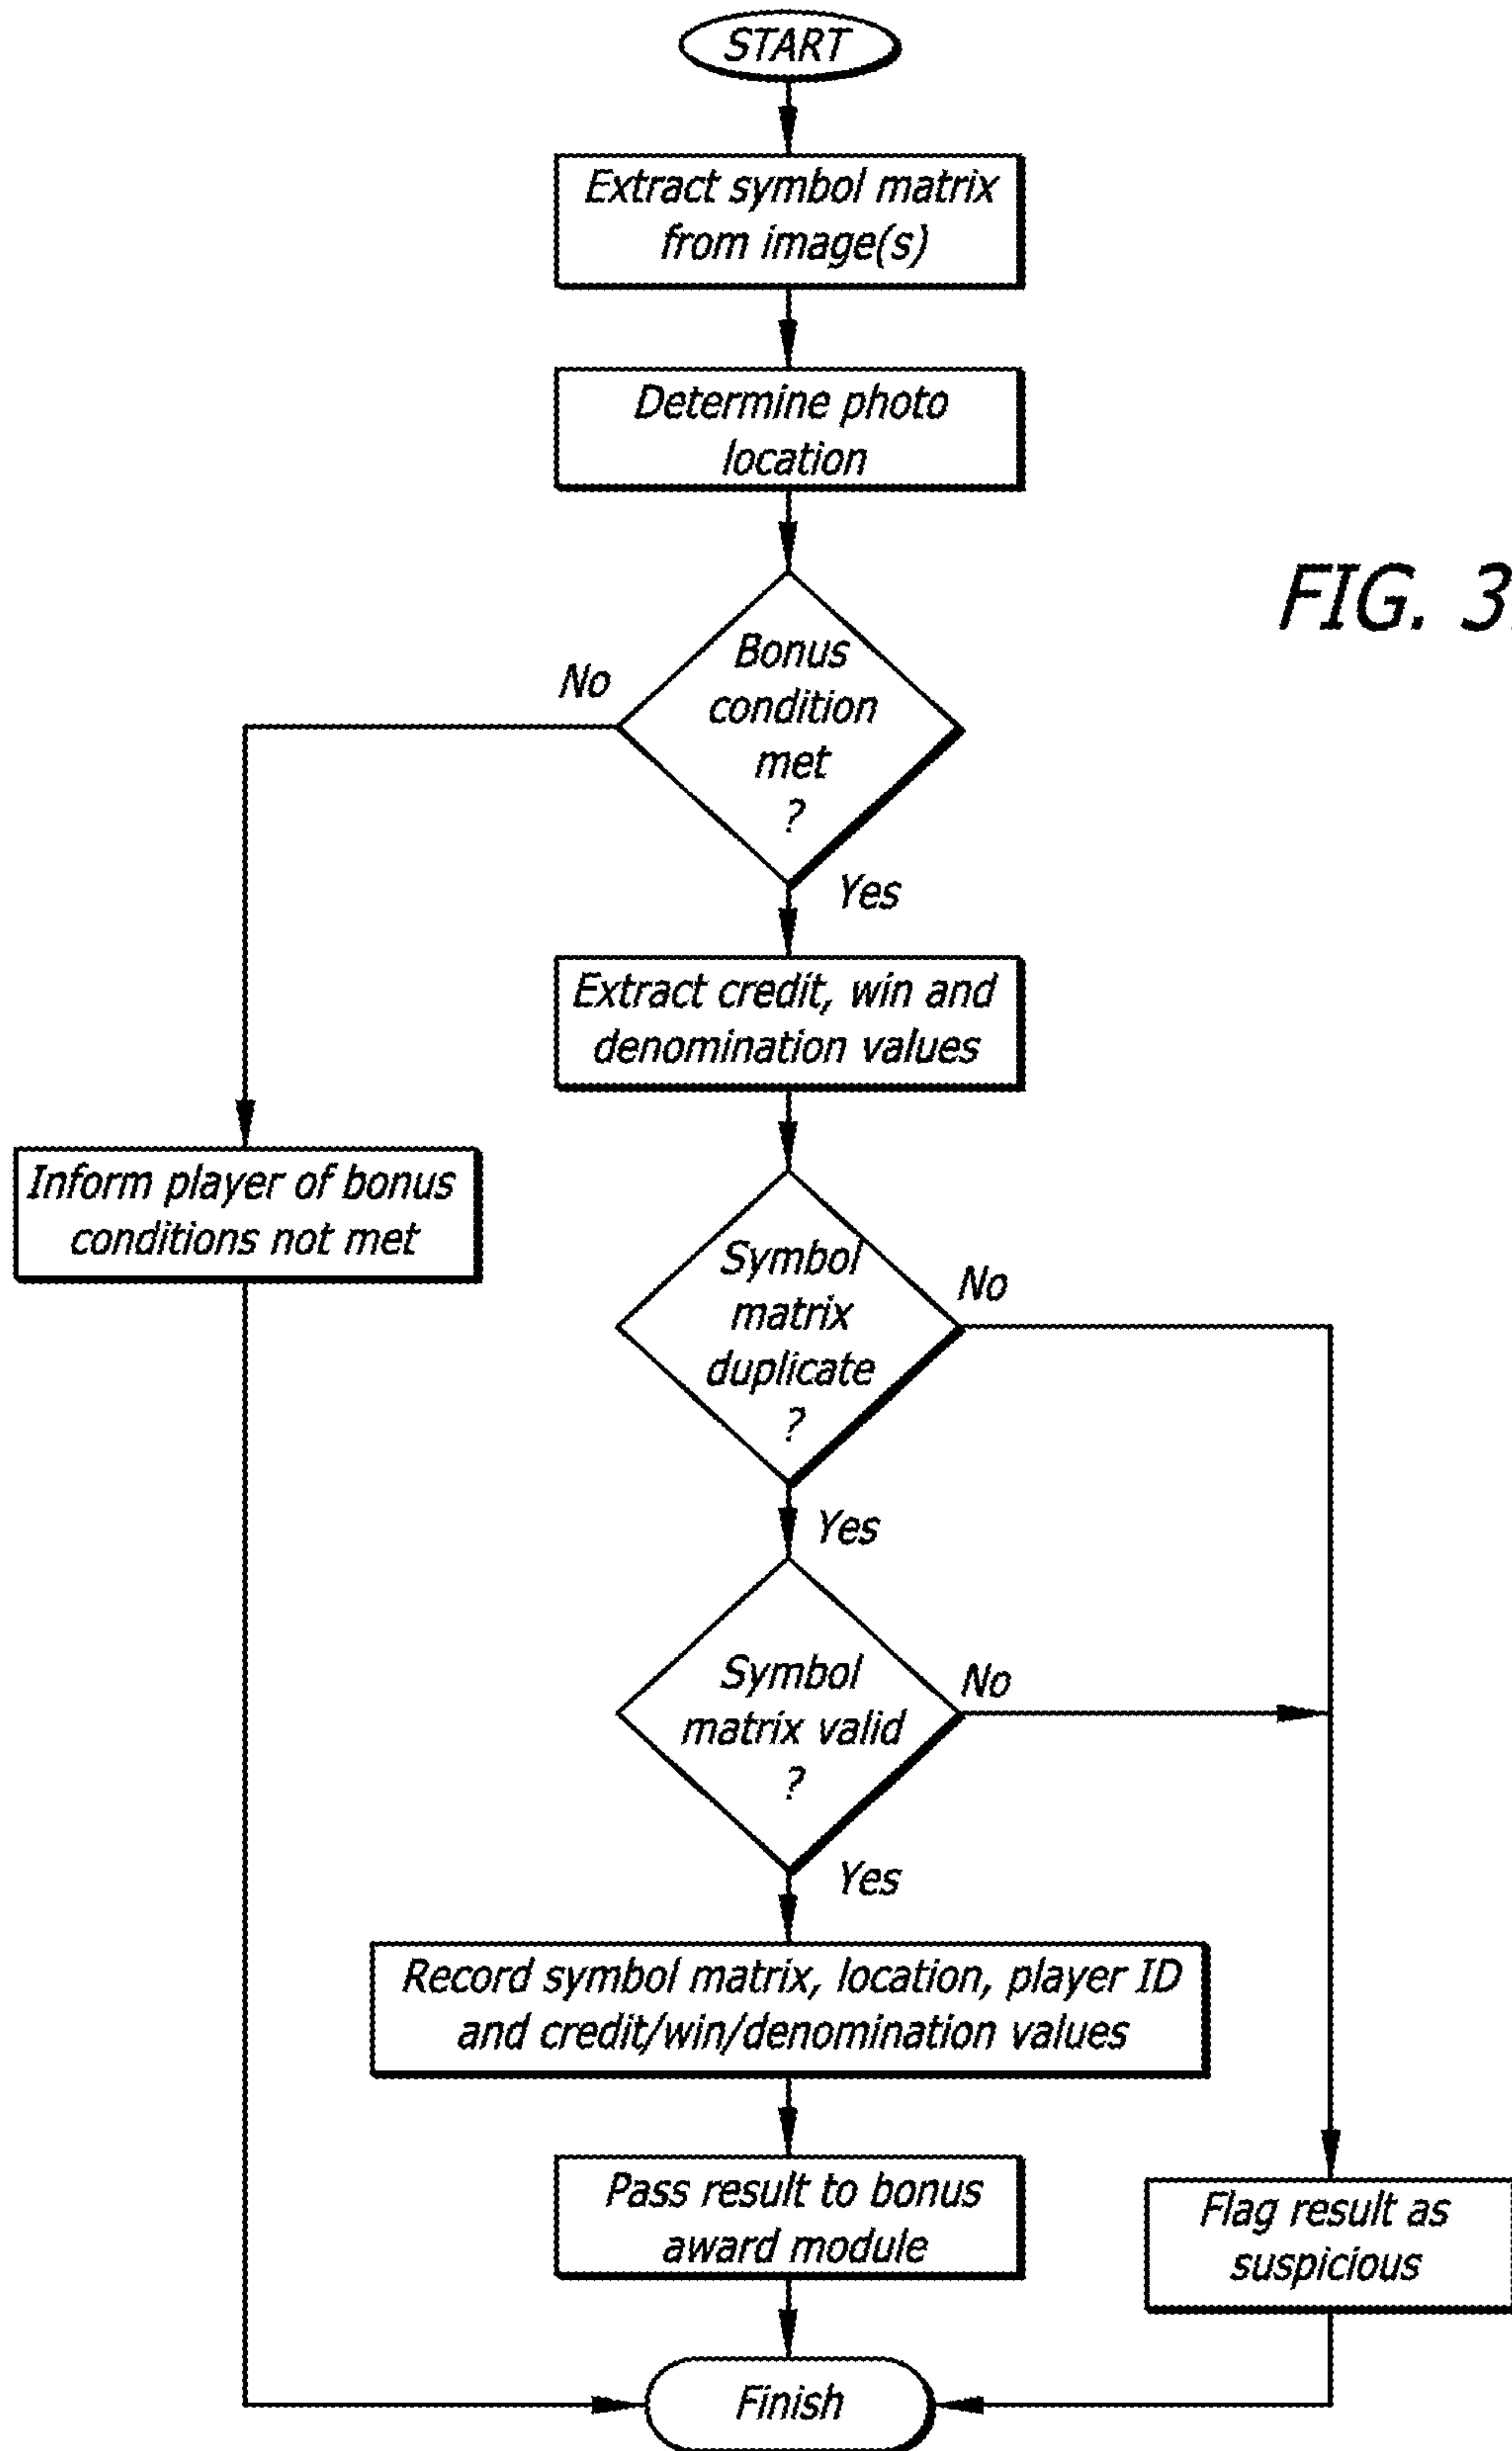 START
Extract symbol matrix
from image(s)
Determine photo
location
FIG. 3
Bonus
condition
met
?
No
Yes
Extract credit, win and
denomination values
Inform player of bonus
conditions not met
Symbol
matrix
duplicate
?
No
Yes
Symbol
matrix valid
?
No
Yes
Record symbol matrix, location, player ID
and credit/win/denomination values
Pass result to bonus
award module
Flag result as
suspicious
Finish